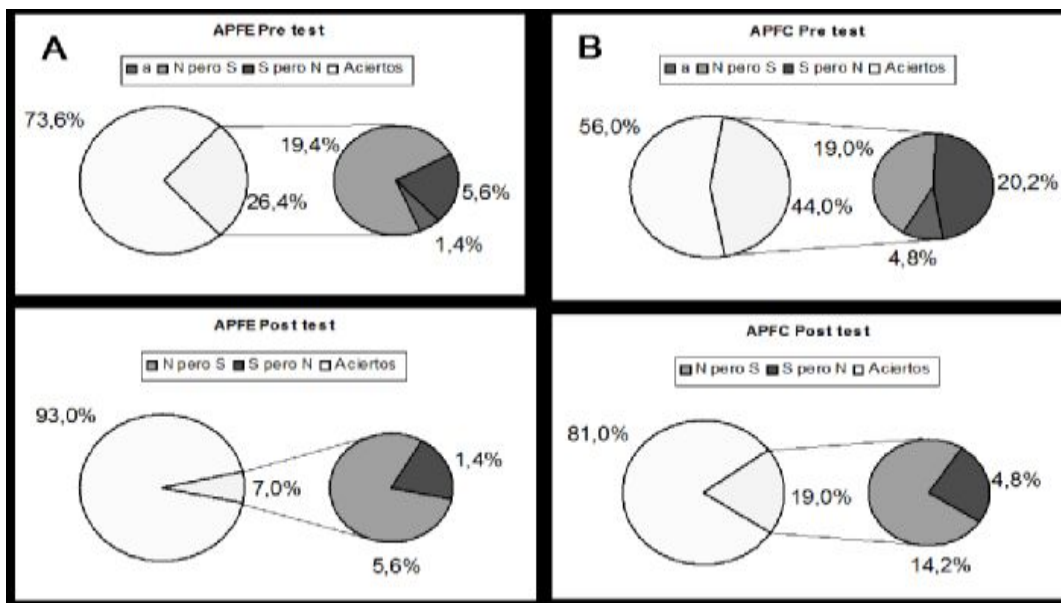 A
APFE Pre test
a N pero S S pero N Aciertos
73,6%
19,4%
26,4%
5,6%
1,4%
B
APFC Pre test
a N pero S S pero N Aciertos
56,0%
19,0%
44,0%
20,2%
4,8%
APFE Post test
N pero S S pero N Aciertos
93,0%
7,0%
1,4%
5,6%
APFC Post test
N pero S S pero N Aciertos
81,0%
19,0%
4,8%
14,2%